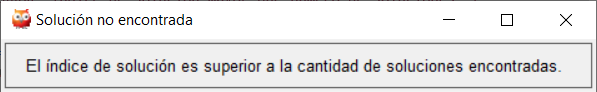 Solución no encontrada
El índice de solución es superior a la cantidad de soluciones encontradas.